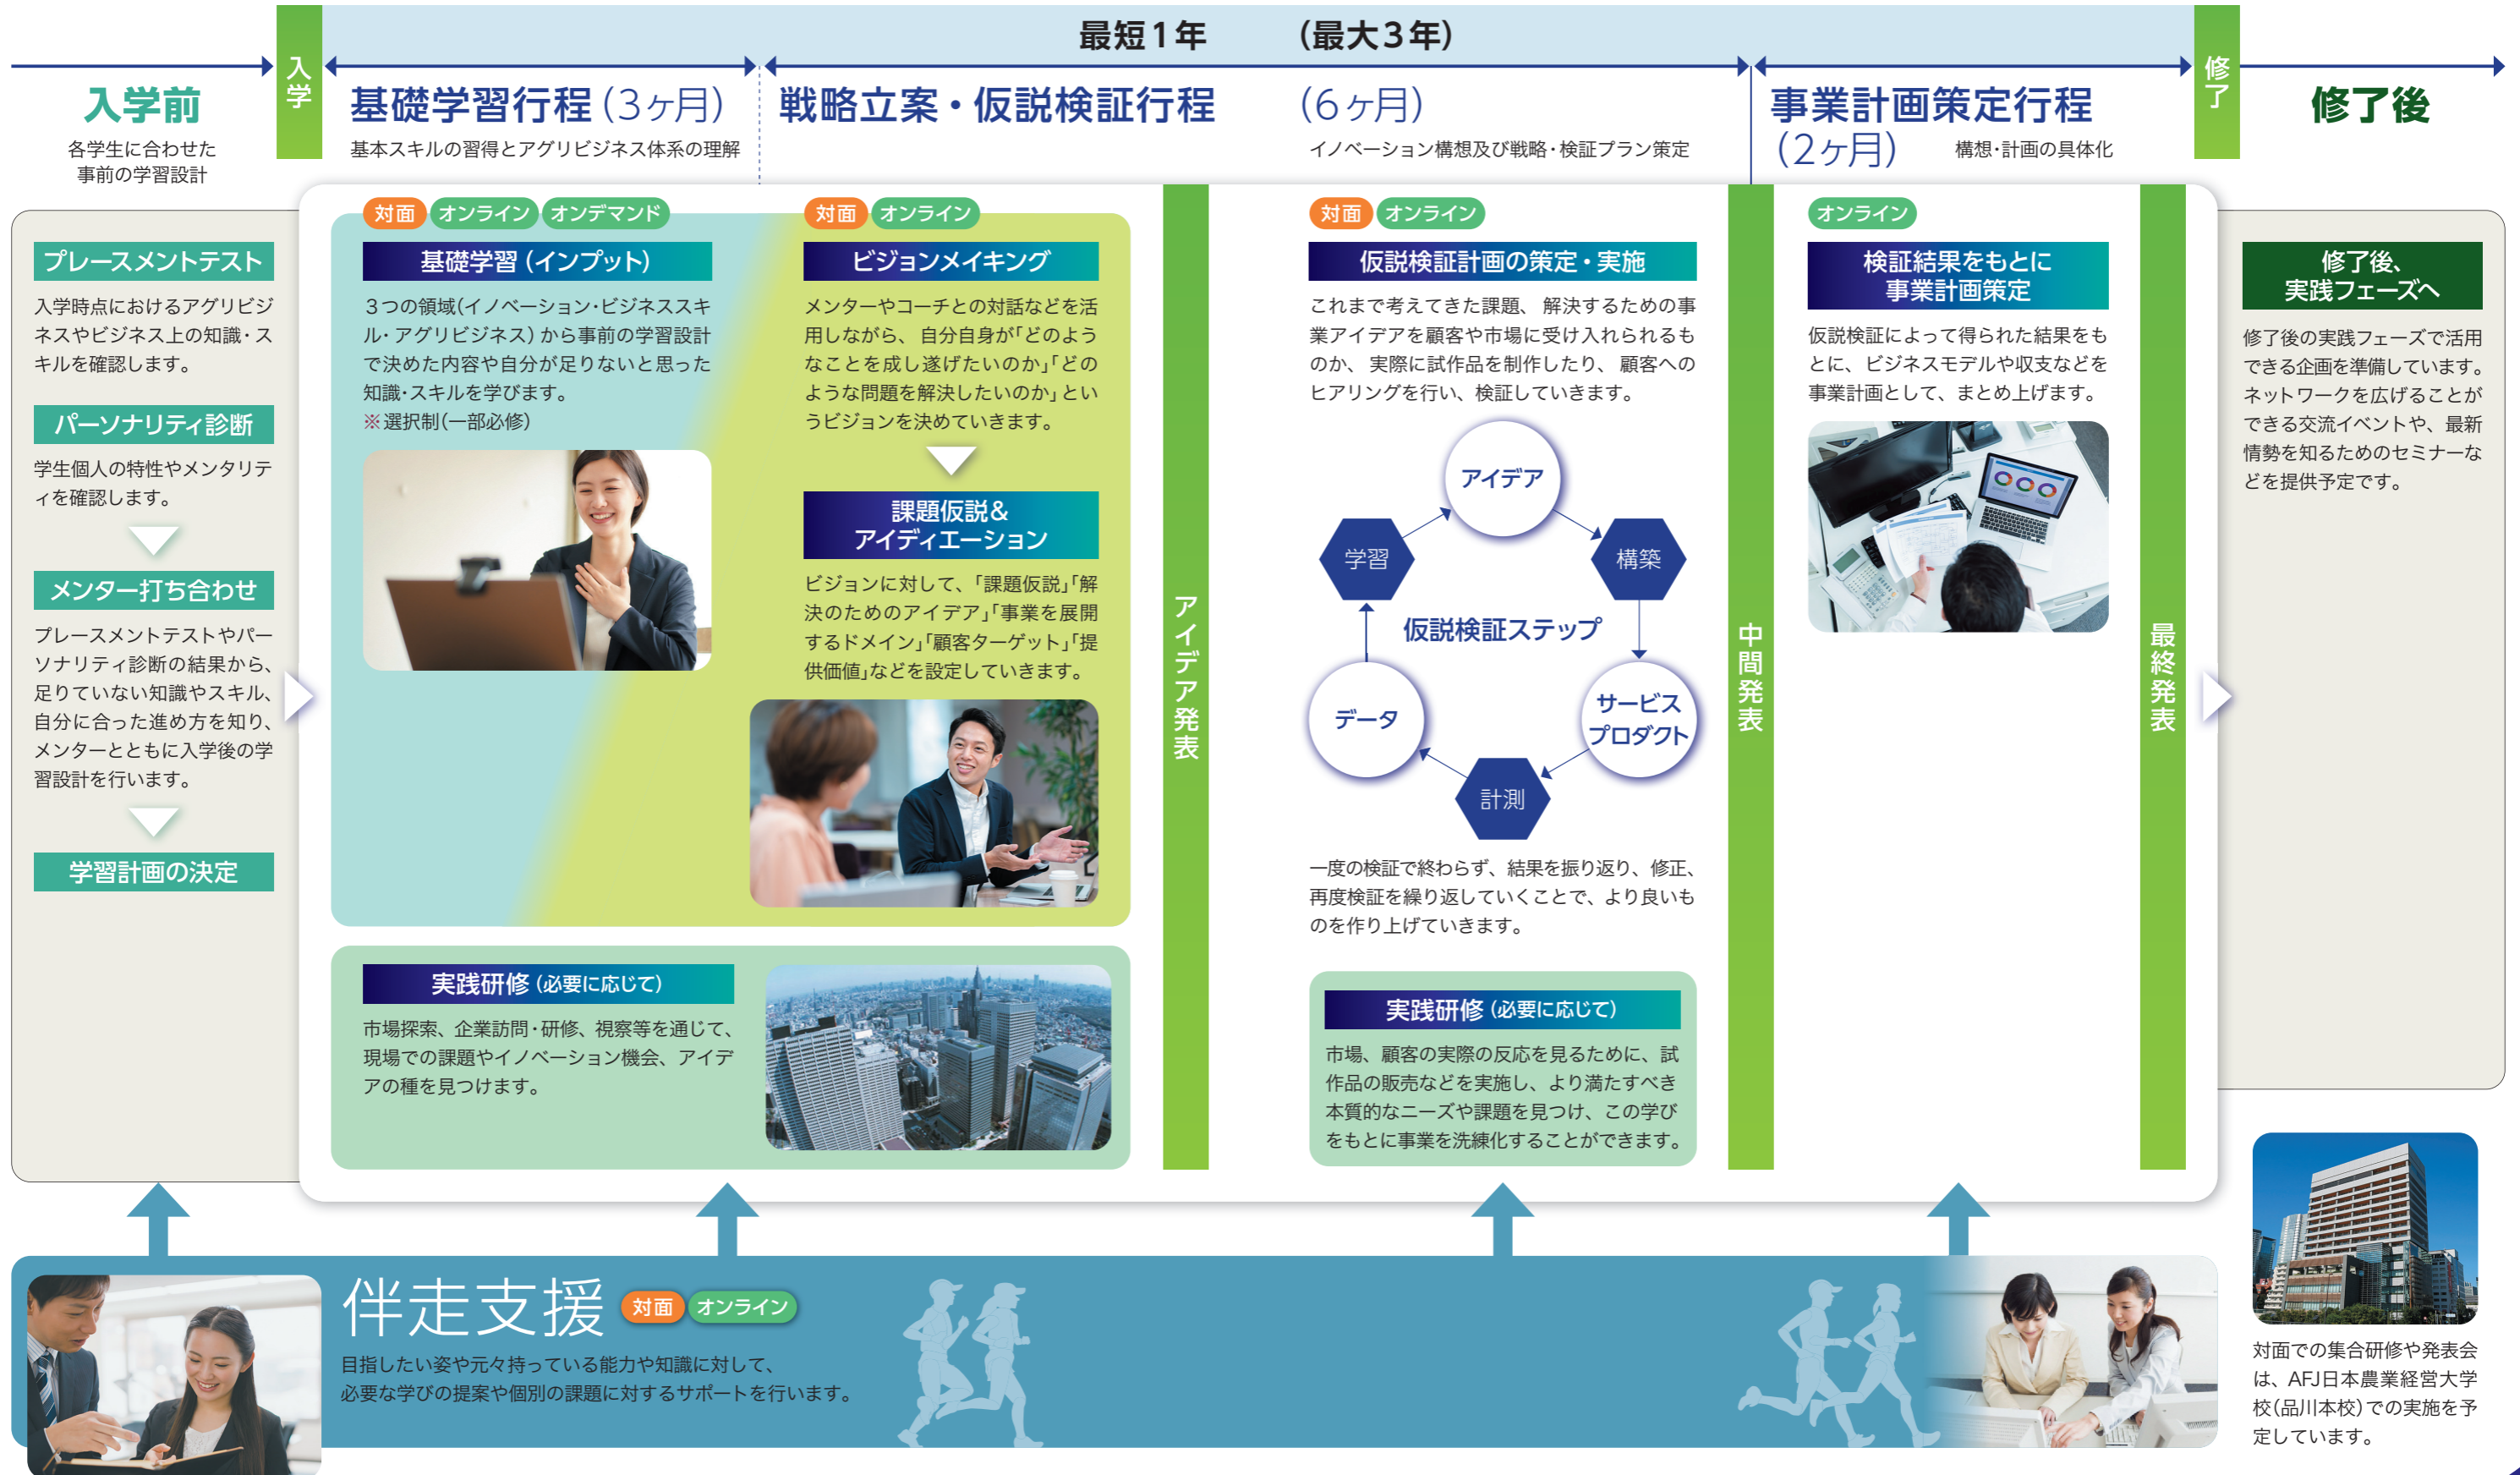 最短1年 (最大3年)
入学前
各学生に合わせた
事前の学習設計
入学
基礎学習行程(3ヶ月)
基本スキルの習得とアグリビジネス体系の理解
戦略立案・仮説検証行程 (6ヶ月)
イノベーション構想及び戦略・検証プラン策定
事業計画策定行程
(2ヶ月) 構想・計画の具体化
修了
修了後
プレースメントテスト
入学時点におけるアグリビジ
ネスやビジネス上の知識・ス
キルを確認します。
パーソナリティ診断
学生個人の特性やメンタリテ
ィを確認します。
メンター打ち合わせ
プレースメントテストやパー
ソナリティ診断の結果から、
足りていない知識やスキル、
自分に合った進め方を知り、
メンターとともに入学後の学
習設計を行います。
学習計画の決定
対面 オンライン オンデマンド
基礎学習(インプット)
3つの領域(イノベーション・ビジネススキ
ル・アグリビジネス)から事前の学習設計
で決めた内容や自分が足りないと思った
知識・スキルを学びます。
※選択制(一部必修)
対面 オンライン
ビジョンメイキング
メンターやコーチとの対話などを活
用しながら、自分自身が「どのよう
なことを成し遂げたいのか」「どの
ような問題を解決したいのか」とい
うビジョンを決めていきます。
課題仮説&
アイディエーション
ビジョンに対して、「課題仮説」「解
決のためのアイデア」「事業を展開
するドメイン」「顧客ターゲット」「提
供価値」などを設定していきます。
実践研修(必要に応じて)
市場探索、企業訪問・研修、視察等を通じて、
現場での課題やイノベーション機会、アイデ
アの種を見つけます。
アイデア発表
対面 オンライン
仮説検証計画の策定・実施
これまで考えてきた課題、解決するための事
業アイデアを顧客や市場に受け入れられるも
のか、実際に試作品を制作したり、顧客への
ヒアリングを行い、検証していきます。
アイデア
構築
サービス
プロダクト
計測
データ
学習
仮説検証ステップ
一度の検証で終わらず、結果を振り返り、修正、
再度検証を繰り返していくことで、より良いも
のを作り上げていきます。
実践研修(必要に応じて)
市場、顧客の実際の反応を見るために、試
作品の販売などを実施し、より満たすべき
本質的なニーズや課題を見つけ、この学び
をもとに事業を洗練化することができます。
中間発表
オンライン
検証結果をもとに
事業計画策定
仮説検証によって得られた結果をも
とに、ビジネスモデルや収支などを
事業計画として、まとめ上げます。
最終発表
修了後、
実践フェーズへ
修了後の実践フェーズで活用
できる企画を準備しています。
ネットワークを広げることが
できる交流イベントや、最新
情勢を知るためのセミナーな
どを提供予定です。
伴走支援 対面 オンライン
目指したい姿や元々持っている能力や知識に対して、
必要な学びの提案や個別の課題に対するサポートを行います。
対面での集合研修や発表会
は、AFJ日本農業経営大学
校(品川本校)での実施を予
定しています。